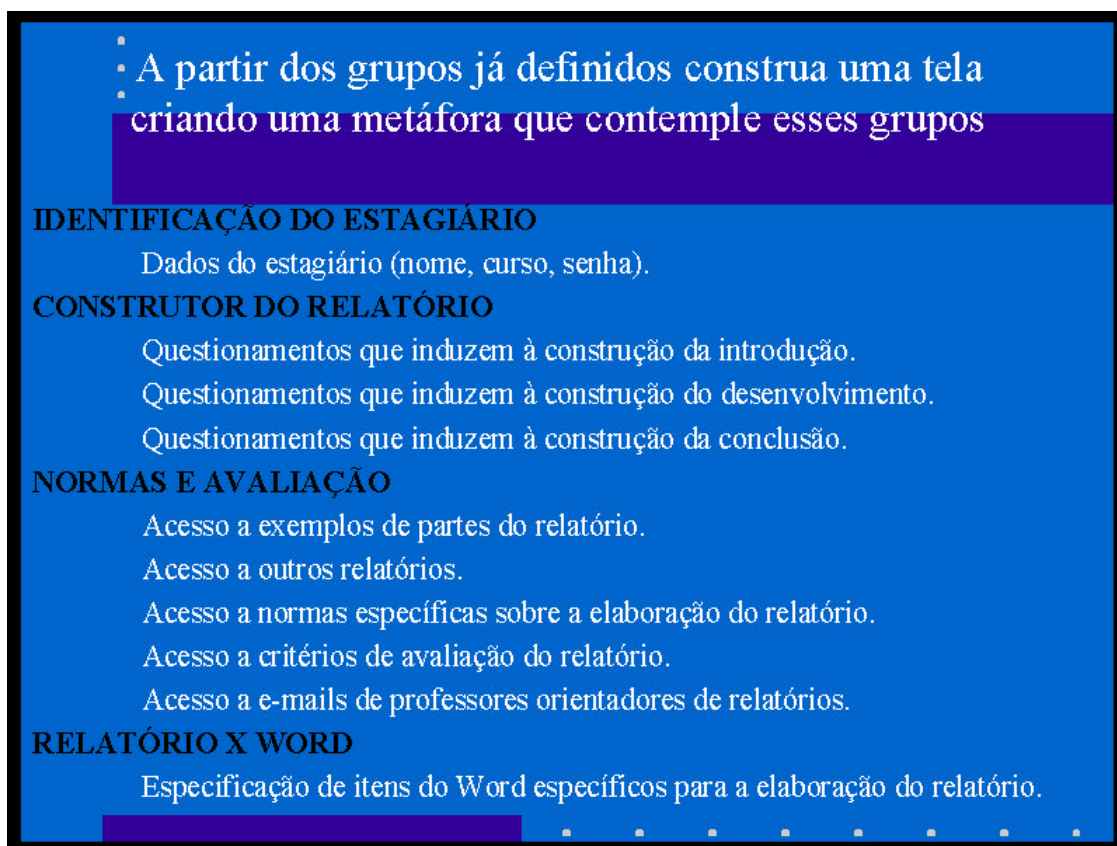 A partir dos grupos já definidos construa uma tela
criando uma metáfora que contemple esses grupos
IDENTIFICAÇÃO DO ESTAGIÁRIO
Dados do estagiário (nome, curso, senha).
CONSTRUTOR DO RELATÓRIO
Questionamentos que induzem à construção da introdução.
Questionamentos que induzem à construção do desenvolvimento.
Questionamentos que induzem à construção da conclusão.
NORMAS E AVALIAÇÃO
Acesso a exemplos de partes do relatório.
Acesso a outros relatórios.
Acesso a normas específicas sobre a elaboração do relatório.
Acesso a critérios de avaliação do relatório.
Acesso a e-mails de professores orientadores de relatórios.
RELATÓRIO X WORD
Especificação de itens do Word específicos para a elaboração do relatório.